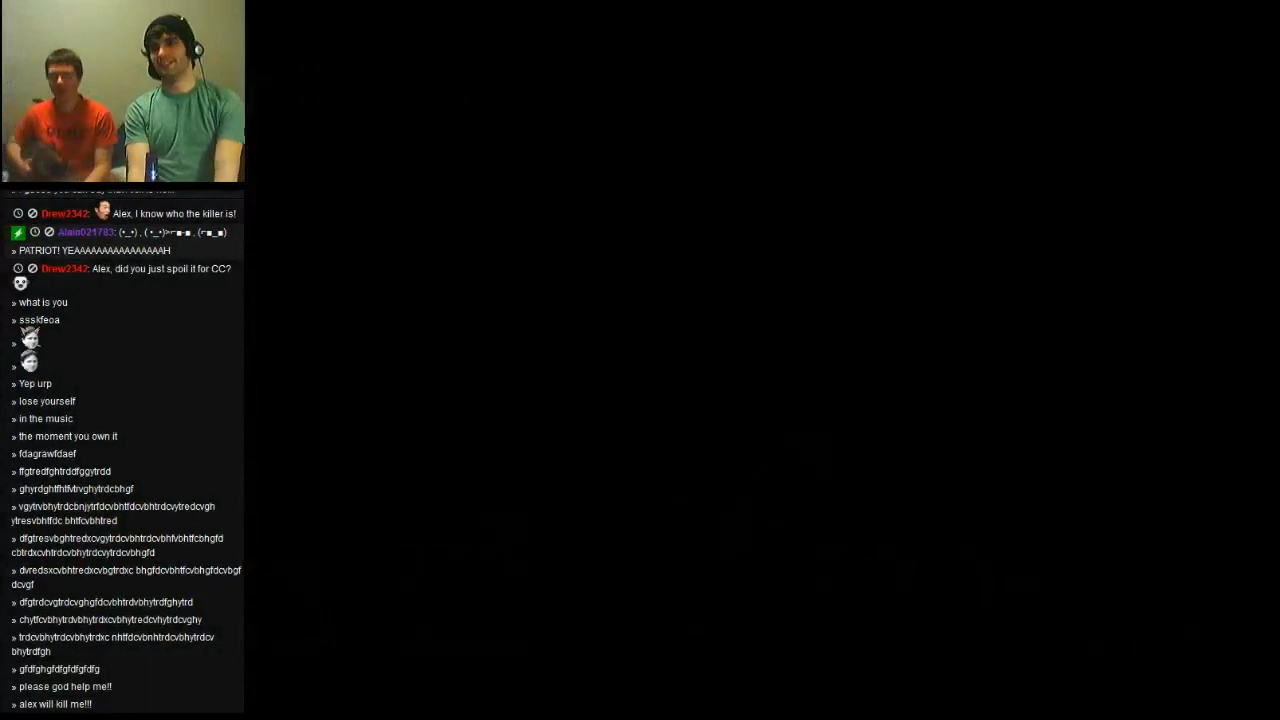 Drew2342: Alex, I know who the killer is!
Alain021783: (•_•) , ( •_•)>⌐■-■ , (⌐■_■)
» PATRIOT! YEAAAAAAAAAAAAAAAH
Drew2342: Alex, did you just spoil it for CC?
» what is you
» ssskfeoa
»
»
» Yep urp
» lose yourself
» in the music
» the moment you own it
» fdagrawfdaef
» ffgtredfghtrddfggytrdd
» ghyrdghtfhtfvtrvghytrdcbhgf
» vgytrvbhytrdcbnjytrfdcvbhtfdcvbhtrdcvytredcvgh
ytresvbhtfdc bhtfcvbhtred
» dfgtresvbghtredxcvgytrdcvbhtrdcvbhfvbhtfcbhgfd
cbtrdxcvhtrdcvbhytrdcvytrdcvbhgfd
» dvredsxcvbhtredxcvbgtrdxc bhgfdcvbhtfcvbhgfdcvbgf
dcvgf
» dfgtrdcvgtrdcvghgfdcvbhtrdvbhytrdfghytrd
» chytfcvbhytrdvbhytrdxcvbhytredcvhytrdcvghy
» trdcvbhytrdcvbhytrdxc nhtfdcvbnhtrdcvbhytrdcv
bhytrdfgh
» gfdfghgfdfgfdfgfdfg
» please god help me!!
» alex will kill me!!!